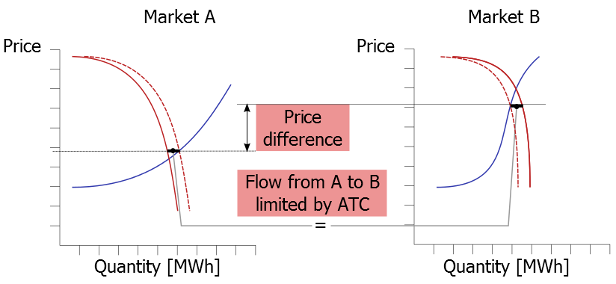 Market A
Market B
Price
Price
Price
difference
Flow from A to B
limited by ATC
=
Quantity [MWh]
Quantity [MWh]